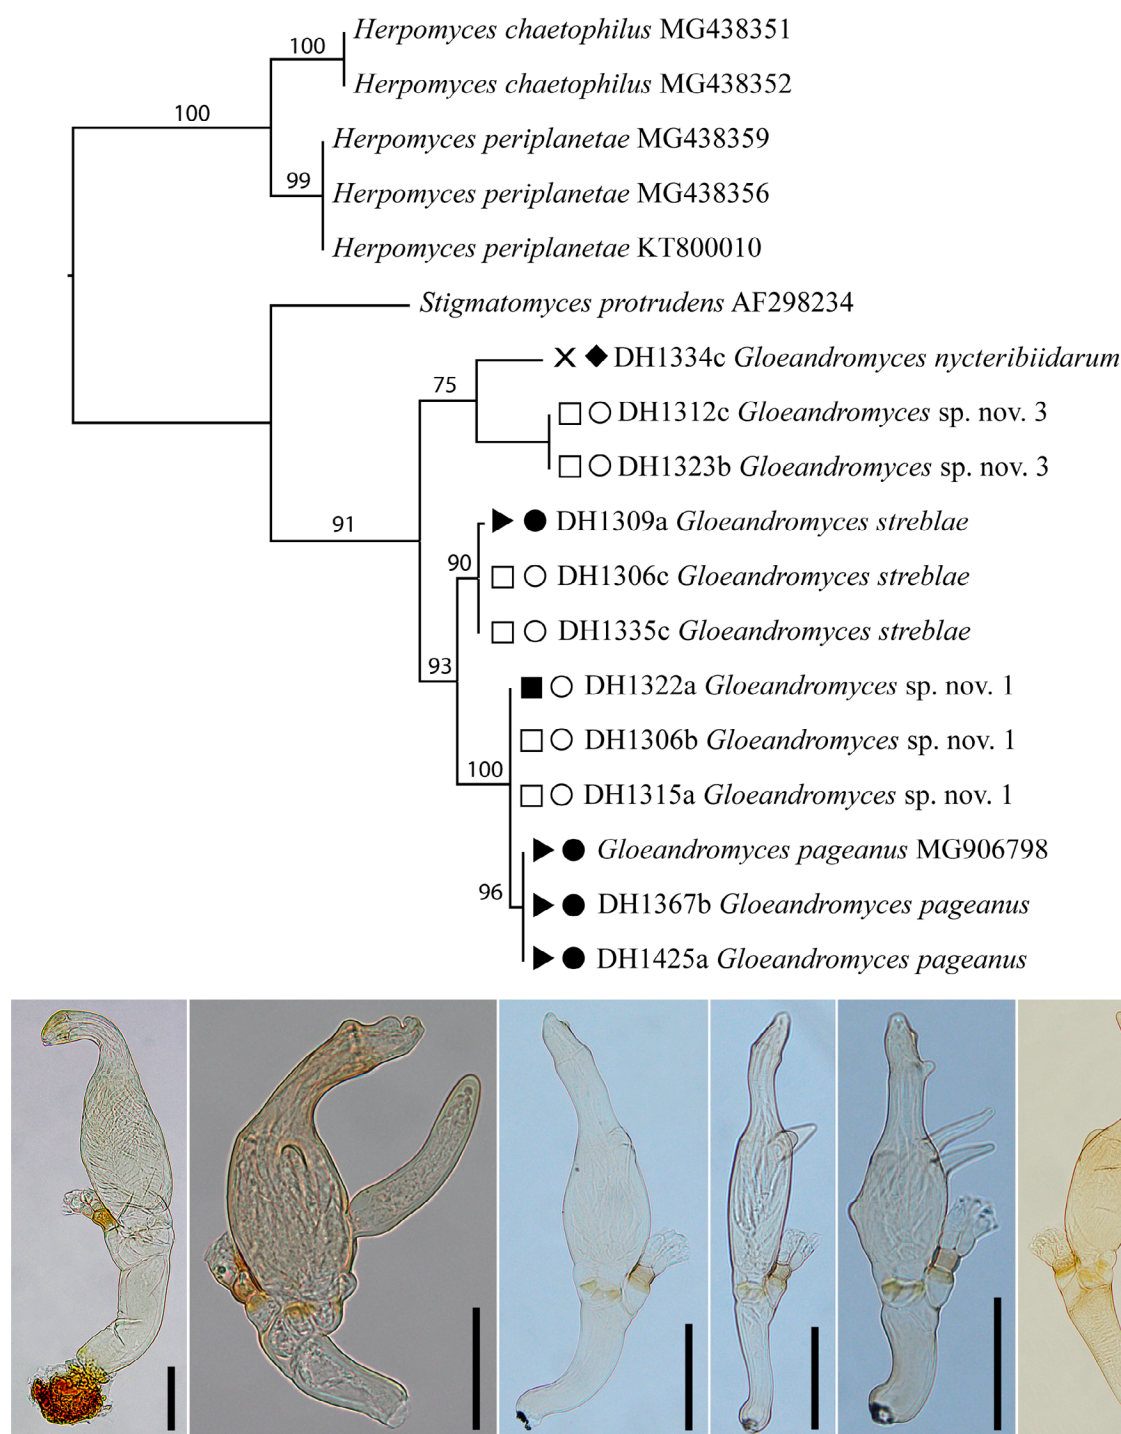 Herpomyces chaetophilus MG438351
100
Herpomyces chaetophilus MG438352
100
Herpomyces periplanetae MG438359
99
Herpomyces periplanetae MG438356
Herpomyces periplanetae KT800010
Stigmatomyces protrudens AF298234
DH1334c Gloeandromyces nycteribiidarum
75
DH1312c Gloeandromyces sp. nov. 3
DH1323b Gloeandromyces sp. nov. 3
91
DH1309a Gloeandromyces streblae
90
DH1306c Gloeandromyces streblae
DH1335c Gloeandromyces streblae
93
DH1322a Gloeandromyces sp. nov. 1
DH1306b Gloeandromyces sp. nov. 1
100
DH1315a Gloeandromyces sp. nov. 1
Gloeandromyces pageanus MG906798
96
DH1367b Gloeandromyces pageanus
DH1425a Gloeandromyces pageanus